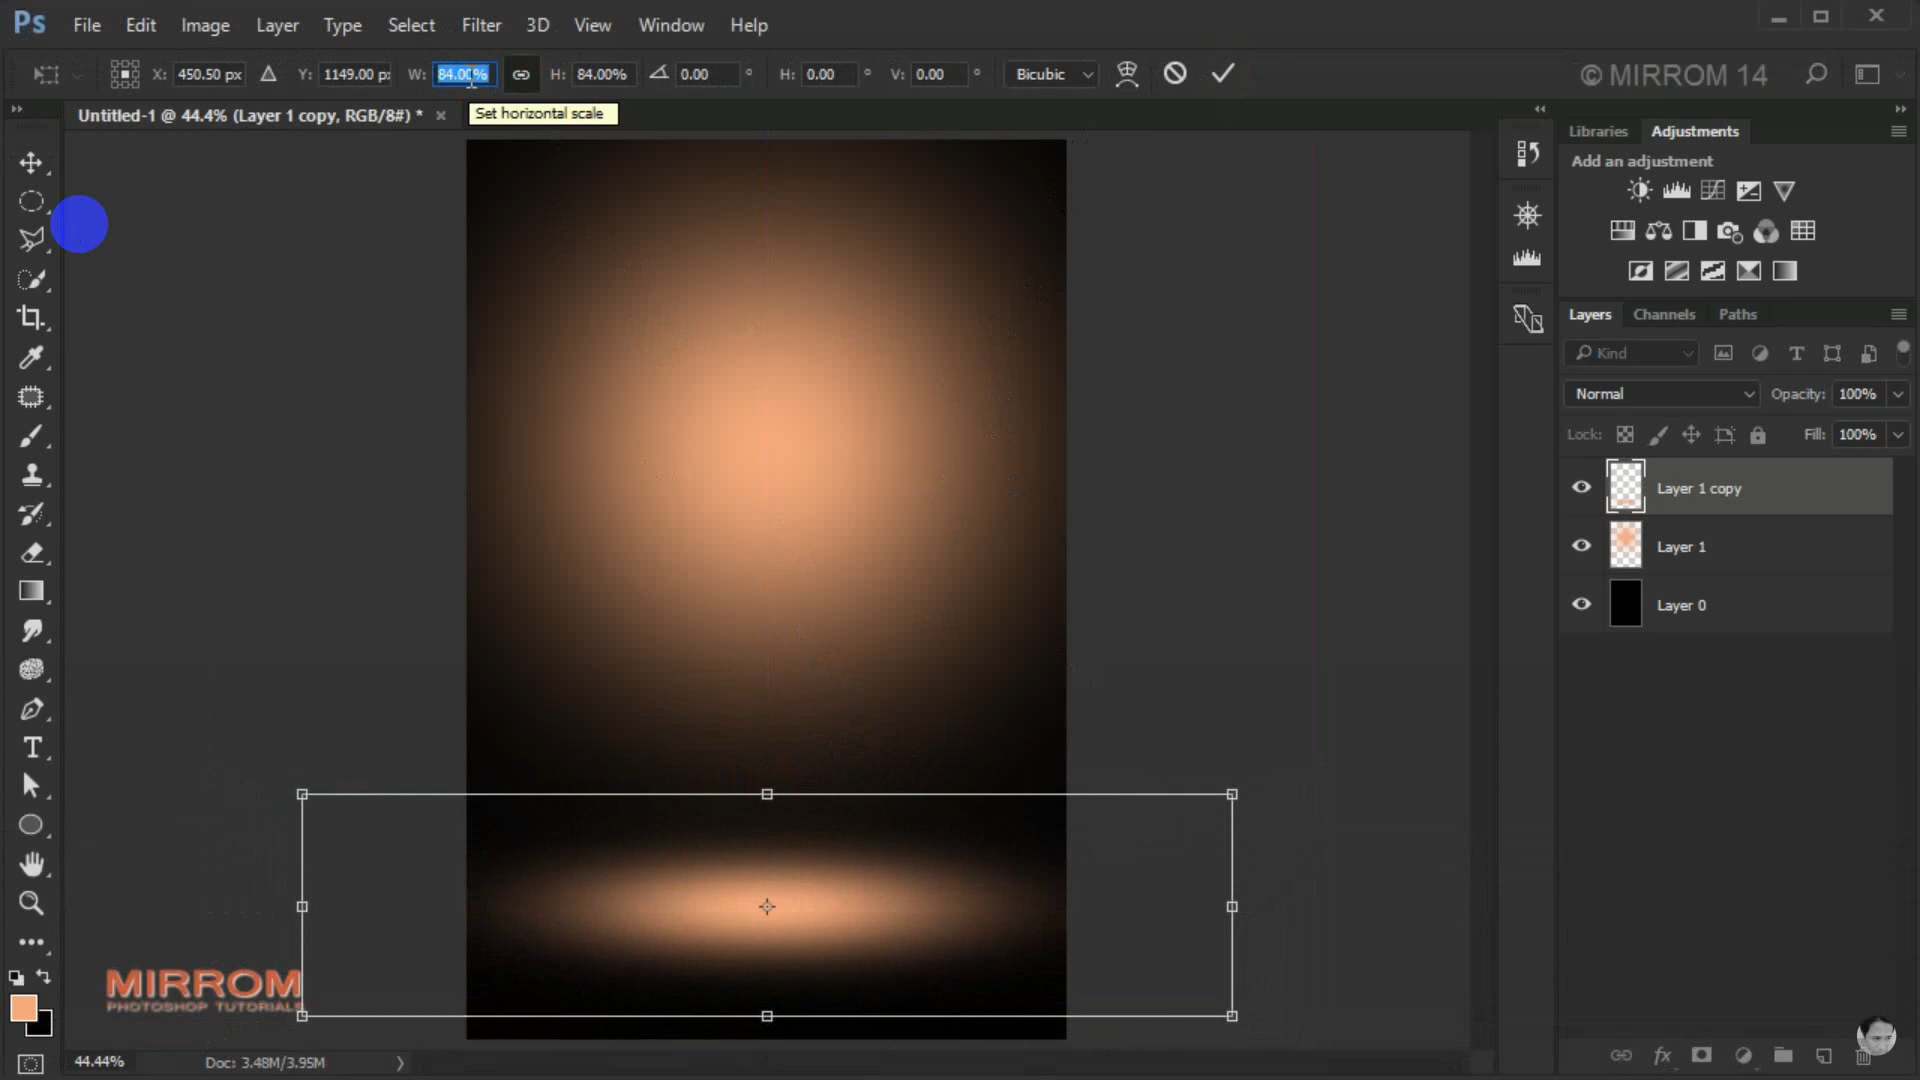 Ps File Edit Image Layer Type Select Filter 3D View Window Help
X: 450.50 px Y: 1149.00 p W: 84.00% H: 84.00% 0.00 ° H: 0.00 ° V: 0.00 ° Bicubic © MIRROM 14
Untitled-1 @ 44.4% (Layer 1 copy, RGB/8#) * ×
Set horizontal scale
Libraries Adjustments
Add an adjustment
Layers Channels Paths
Kind
Normal Opacity: 100%
Lock: Fill: 100%
Layer 1 copy
Layer 1
Layer 0
MIRROM
PHOTOSHOP TUTORIALS
44.44% Doc: 3.48M/3.95M
fx